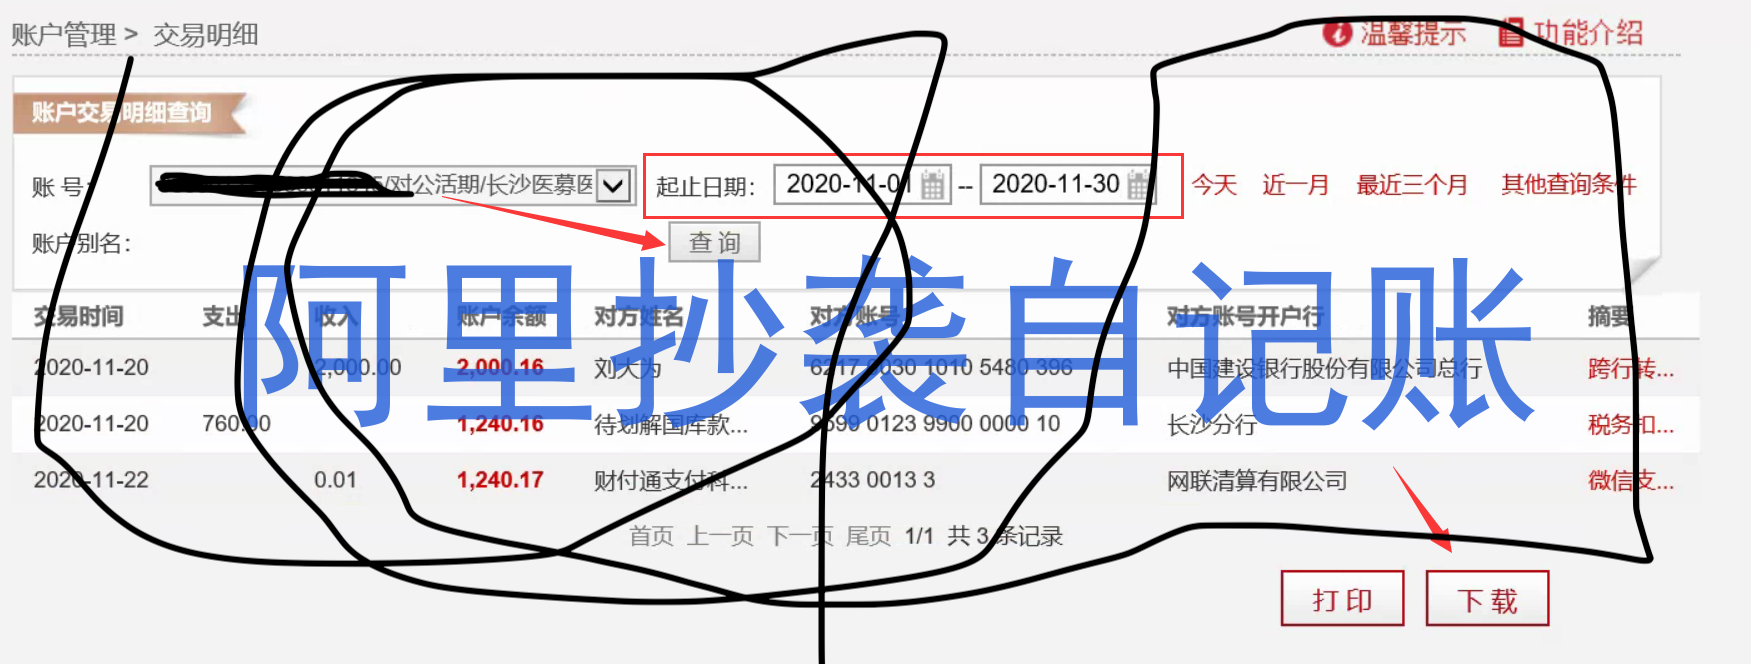 账户管理 > 交易明细
温馨提示 功能介绍
账户交易明细查询
账 号: /对公活期/长沙医募医 起止日期: 2020-11-01 -- 2020-11-30 今天 近一月 最近三个月 其他查询条件
账户别名: 查 询
阿里抄袭自记账
交易时间 支出 收入 账户余额 对方姓名 对方账号 对方账号开户行 摘要
2020-11-20 2,000.00 2,000.16 刘大为 6217 0030 1010 5480 396 中国建设银行股份有限公司总行 跨行转...
2020-11-20 760.00 1,240.16 待划解国库款... 9599 0123 9900 0000 10 长沙分行 税务扣...
2020-11-22 0.01 1,240.17 财付通支付科... 2433 0013 3 网联清算有限公司 微信支...
首页 上一页 下一页 尾页 1/1 共 3 条记录
打 印 下 载